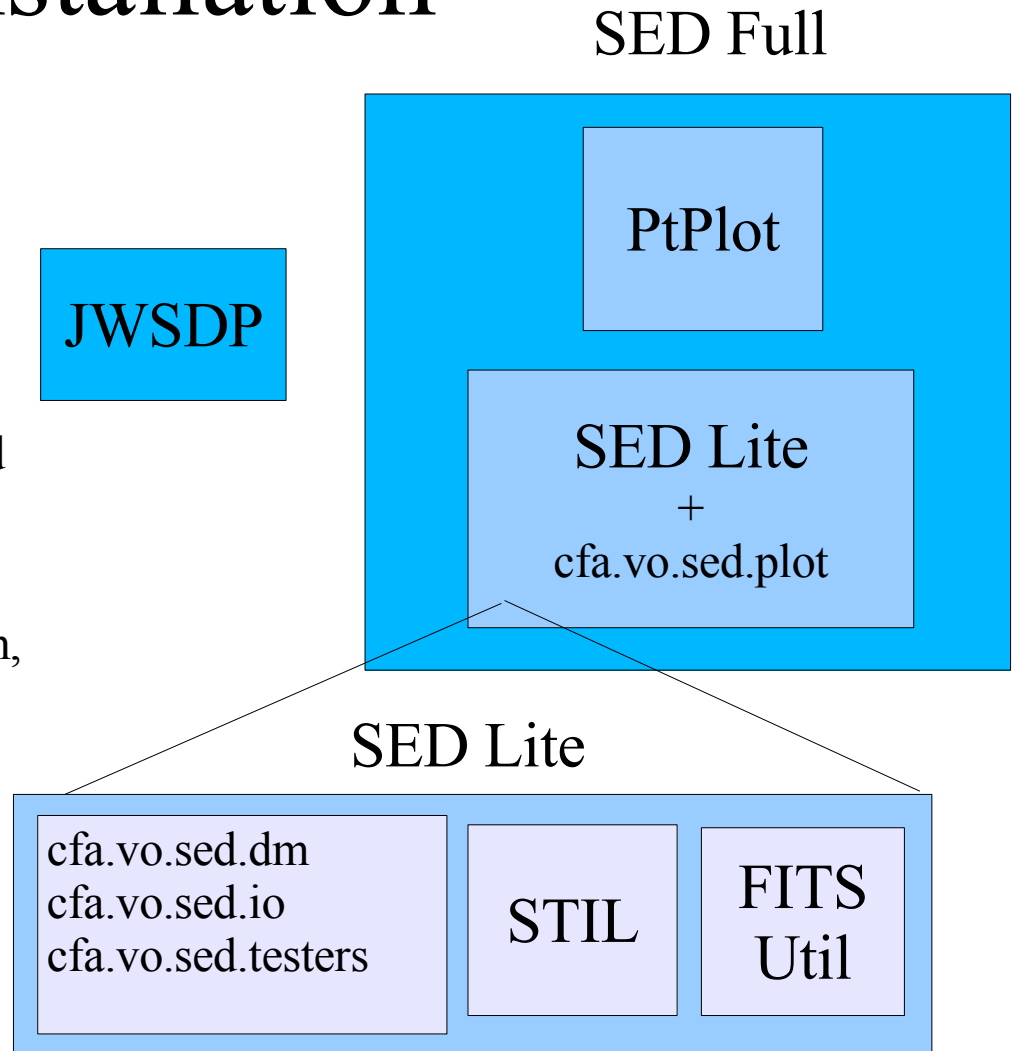 SED Full
PtPlot
JWSDP
SED Lite
+
cfa.vo.sed.plot
SED Lite
cfa.vo.sed.dm
cfa.vo.sed.io
cfa.vo.sed.testers
STIL
FITS
Util